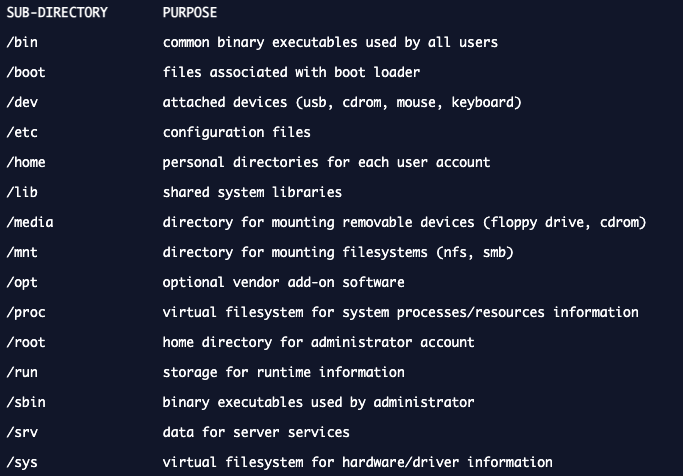 SUB-DIRECTORY PURPOSE
/bin common binary executables used by all users
/boot files associated with boot loader
/dev attached devices (usb, cdrom, mouse, keyboard)
/etc configuration files
/home personal directories for each user account
/lib shared system libraries
/media directory for mounting removable devices (floppy drive, cdrom)
/mnt directory for mounting filesystems (nfs, smb)
/opt optional vendor add-on software
/proc virtual filesystem for system processes/resources information
/root home directory for administrator account
/run storage for runtime information
/sbin binary executables used by administrator
/srv data for server services
/sys virtual filesystem for hardware/driver information